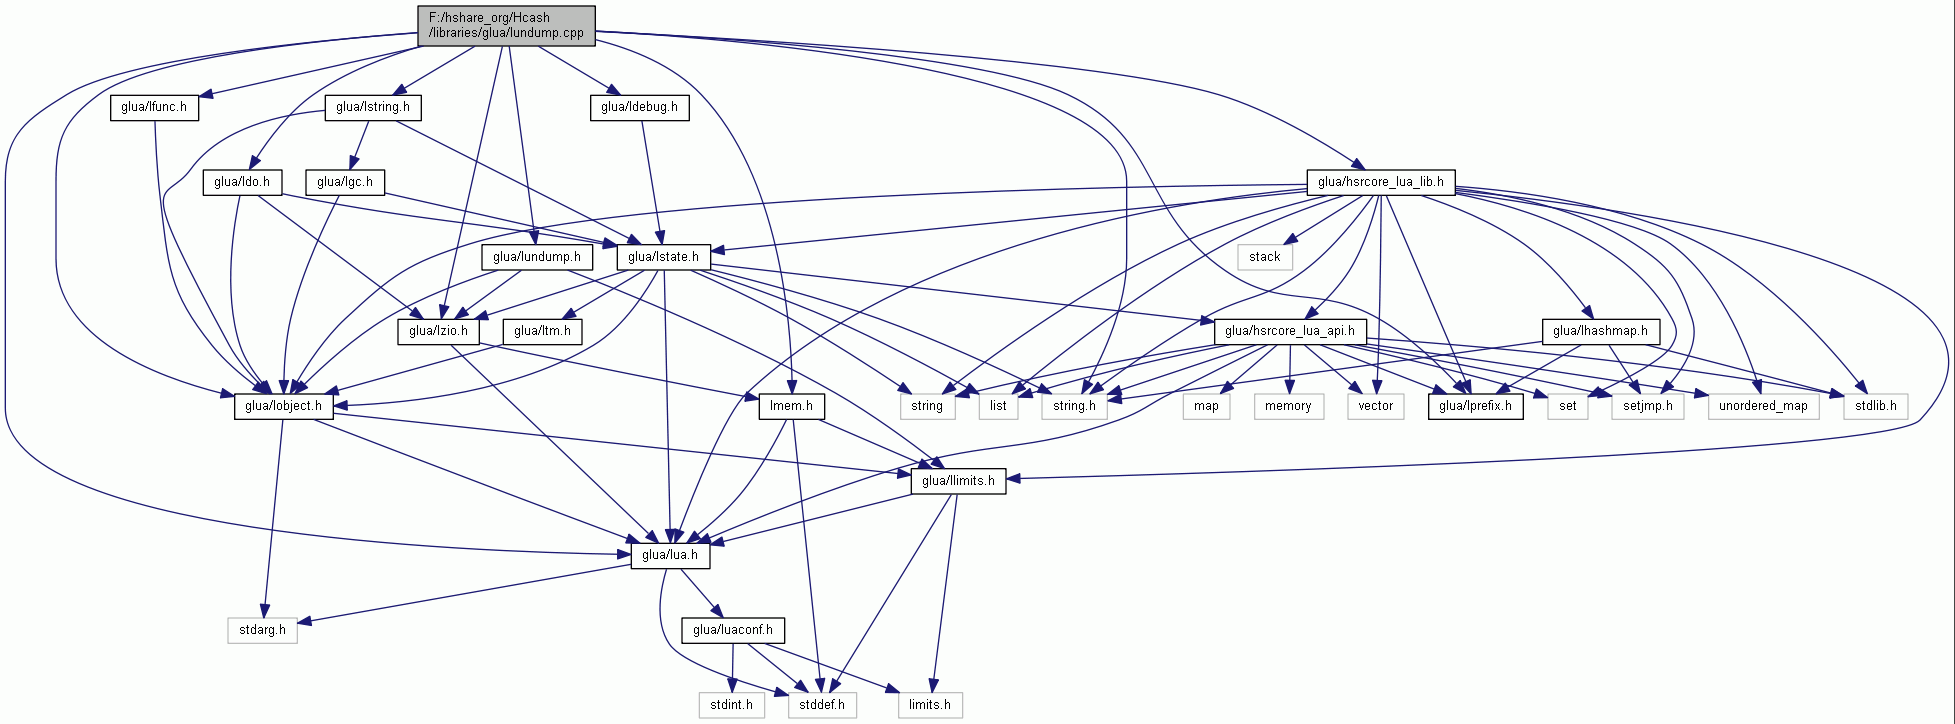 F:/hshare_org/Hcash
/libraries/glua/lundump.cpp
glua/lfunc.h
glua/lstring.h
glua/ldebug.h
glua/ldo.h
glua/lgc.h
glua/hsrcore_lua_lib.h
glua/lundump.h
glua/lstate.h
stack
glua/lzio.h
glua/ltm.h
glua/hsrcore_lua_api.h
glua/lhashmap.h
glua/lobject.h
lmem.h
string
list
string.h
map
memory
vector
glua/lprefix.h
set
setjmp.h
unordered_map
stdlib.h
glua/llimits.h
glua/lua.h
stdarg.h
glua/luaconf.h
stdint.h
stddef.h
limits.h